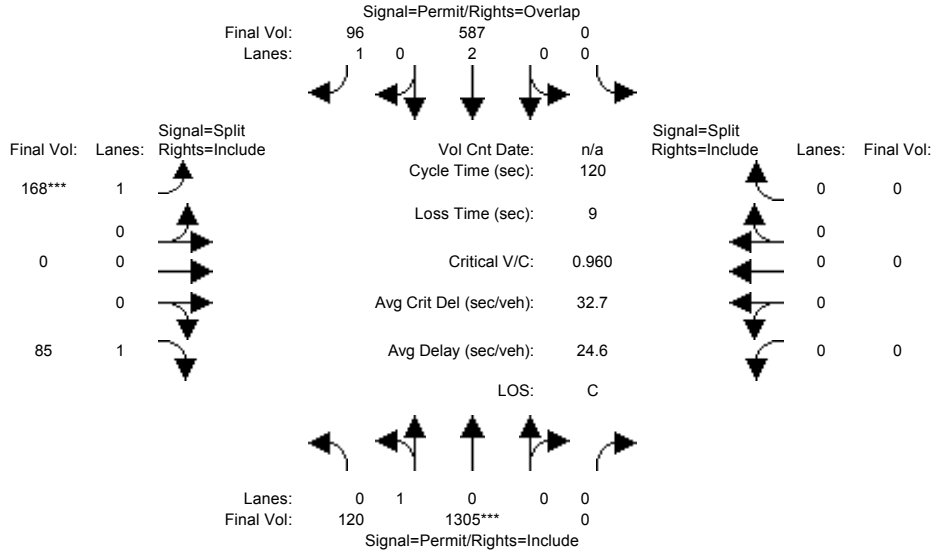 Signal=Permit/Rights=Overlap
Final Vol: 96 587 0
Lanes: 1 0 2 0 0
Signal=Split Signal=Split
Final Vol: Lanes: Rights=Include Vol Cnt Date: n/a Rights=Include Lanes: Final Vol:
Cycle Time (sec): 120
168*** 1 0 0
Loss Time (sec): 9
0 0
0 0 Critical V/C: 0.960 0 0
0 Avg Crit Del (sec/veh): 32.7 0
85 1 Avg Delay (sec/veh): 24.6 0 0
LOS: C
Lanes: 0 1 0 0 0
Final Vol: 120 1305*** 0
Signal=Permit/Rights=Include